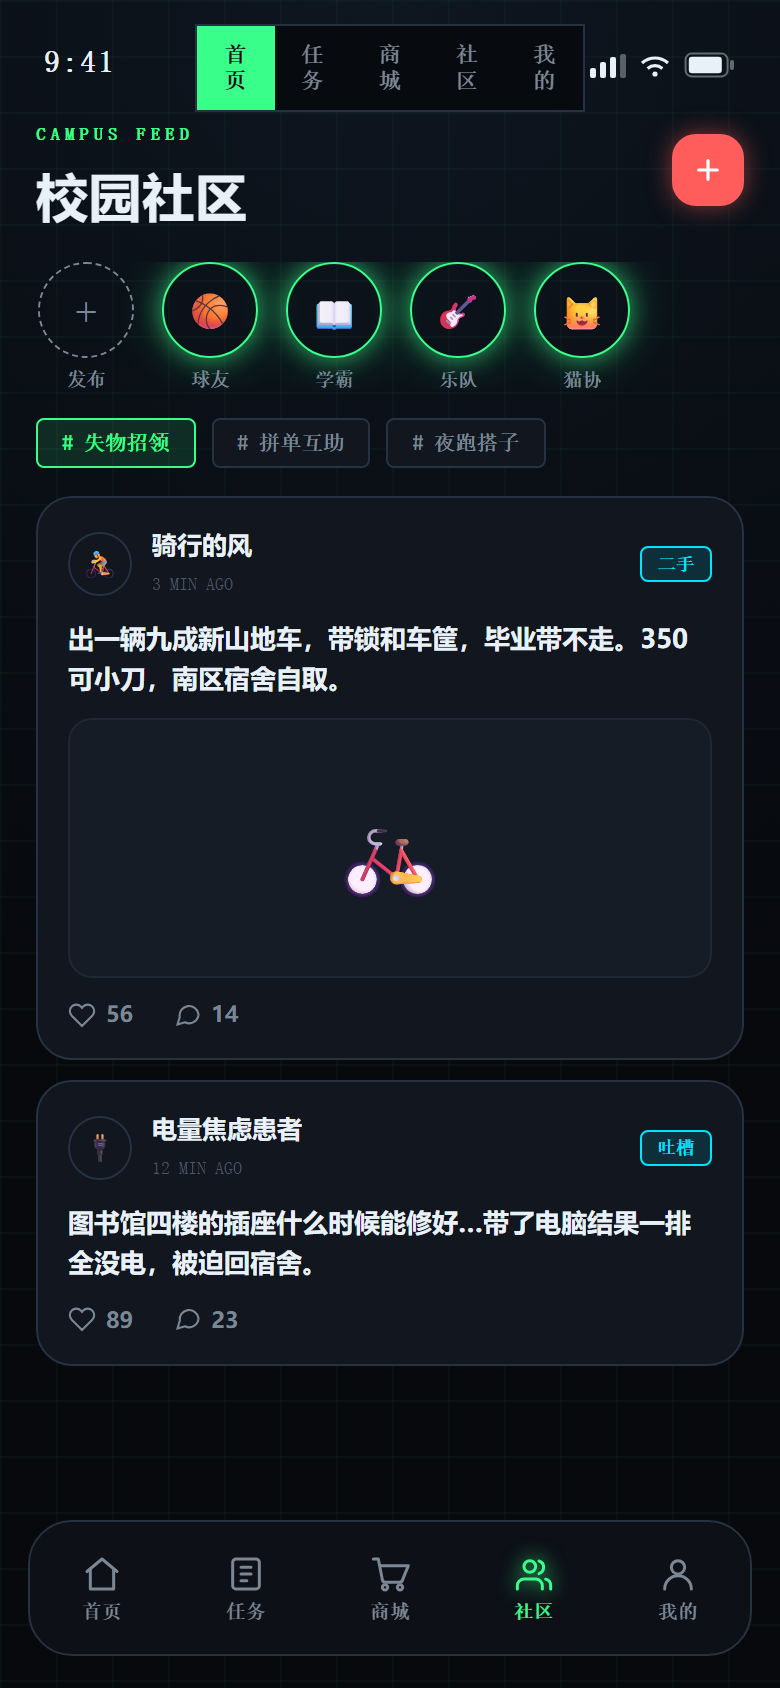 9:41
首页
任务
商城
社区
我的
CAMPUS FEED
校园社区
发布
球友
学霸
乐队
猫协
# 失物招领
# 拼单互助
# 夜跑搭子
骑行的风
3 MIN AGO
二手
出一辆九成新山地车，带锁和车筐，毕业带不走。350
可小刀，南区宿舍自取。
56
14
电量焦虑患者
12 MIN AGO
吐槽
图书馆四楼的插座什么时候能修好…带了电脑结果一排
全没电，被迫回宿舍。
89
23
首页
任务
商城
社区
我的